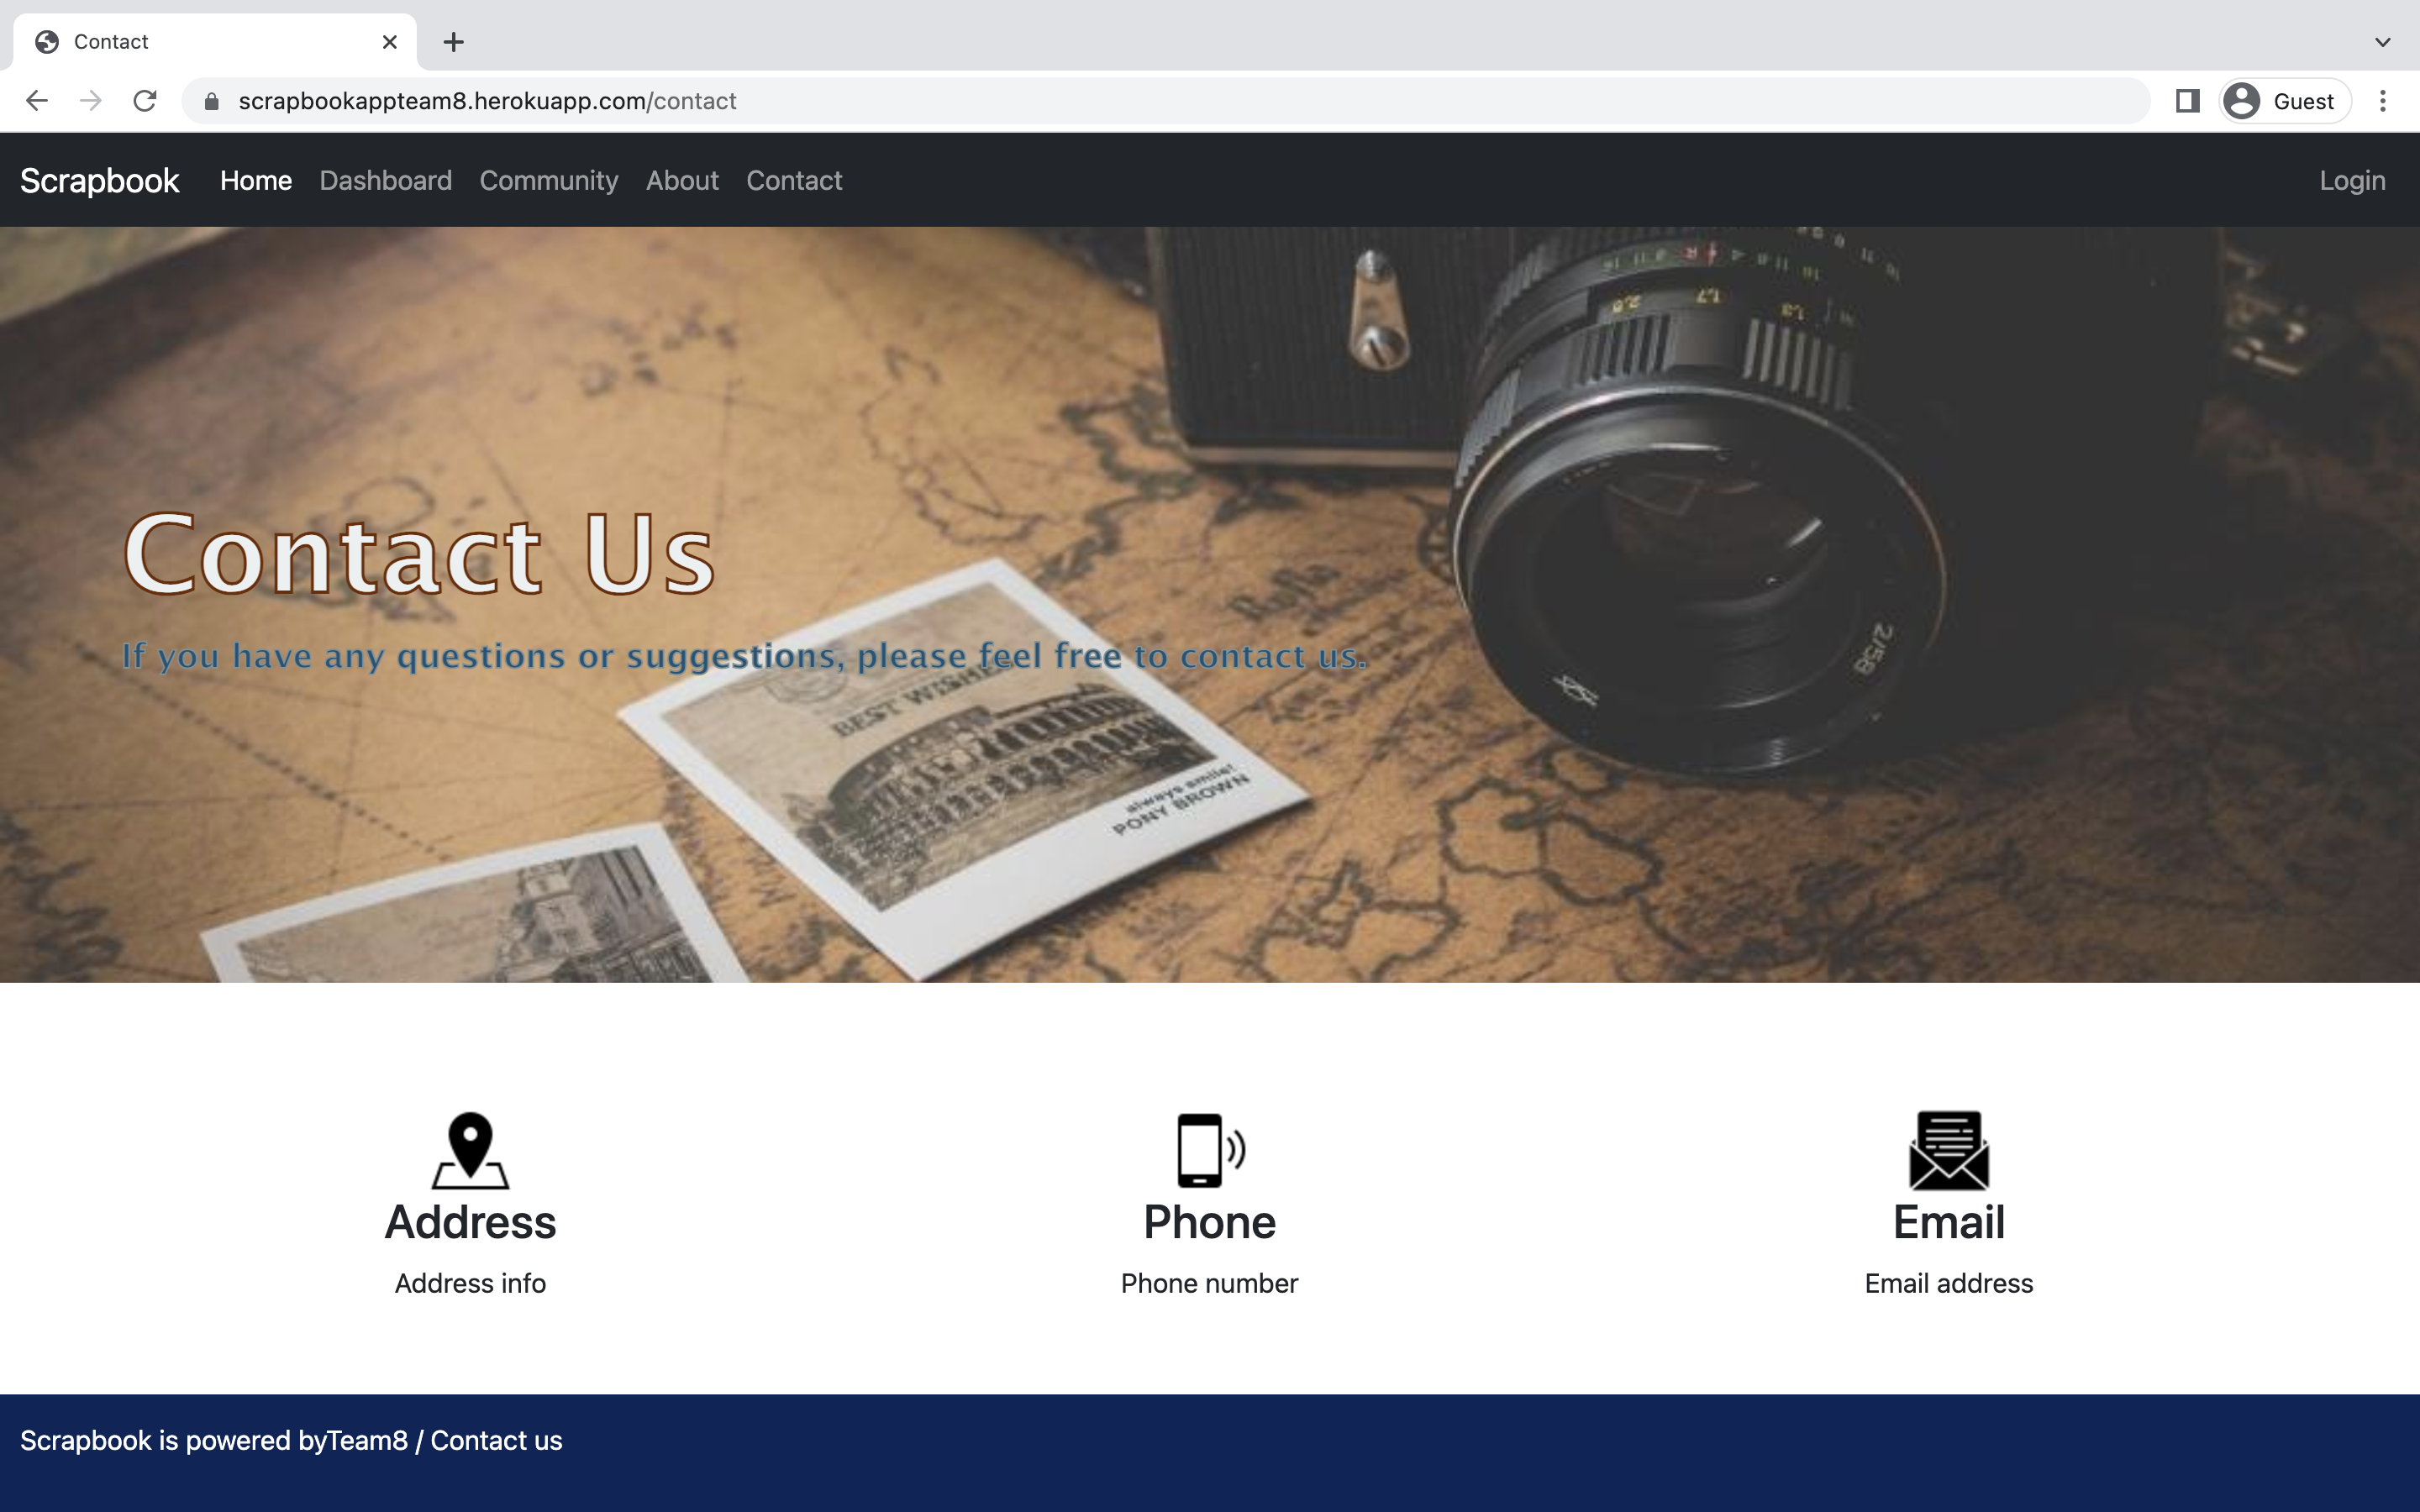 Contact
scrapbookappteam8.herokuapp.com/contact
Guest
Scrapbook Home Dashboard Community About Contact Login
Contact Us
If you have any questions or suggestions, please feel free to contact us.
BEST WISHES
always smile!
PONY BROWN
2/58
Address
Address info
Phone
Phone number
Email
Email address
Scrapbook is powered byTeam8 / Contact us